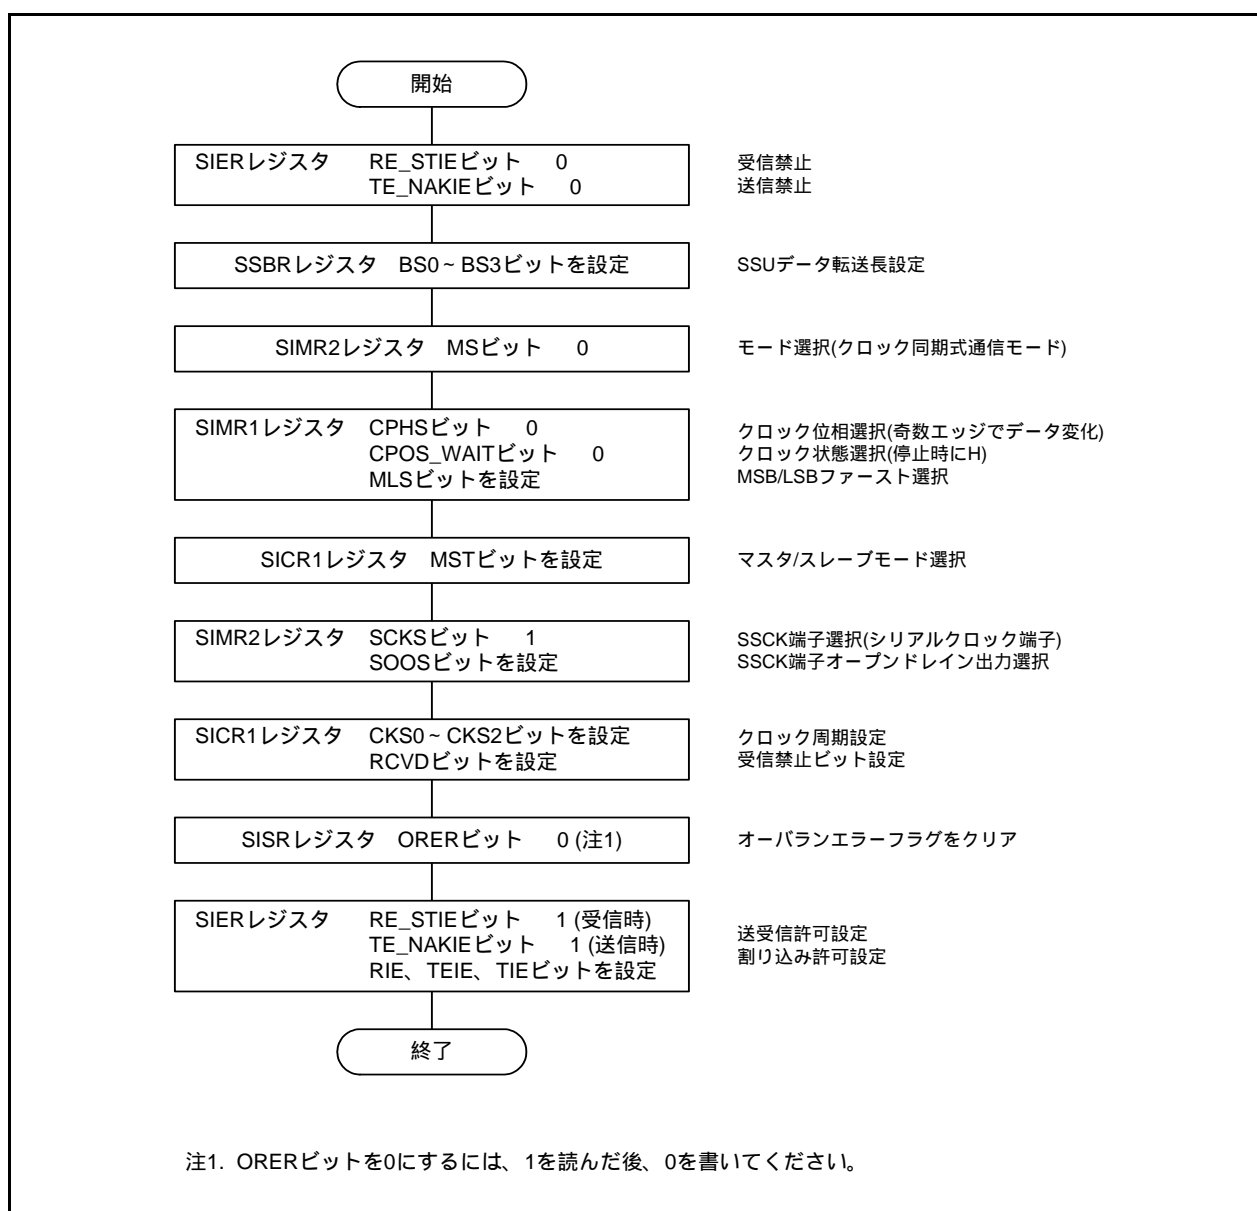 開始
SIERレジスタ RE_STIEビット 0
TE_NAKIEビット 0
受信禁止
送信禁止
SSBRレジスタ BS0~BS3ビットを設定
SSUデータ転送長設定
SIMR2レジスタ MSビット 0
モード選択(クロック同期式通信モード)
SIMR1レジスタ CPHSビット 0
CPOS_WAITビット 0
MLSビットを設定
クロック位相選択(奇数エッジでデータ変化)
クロック状態選択(停止時にH)
MSB/LSBファースト選択
SICR1レジスタ MSTビットを設定
マスタ/スレーブモード選択
SIMR2レジスタ SCKSビット 1
SOOSビットを設定
SSCK端子選択(シリアルクロック端子)
SSCK端子オープンドレイン出力選択
SICR1レジスタ CKS0~CKS2ビットを設定
RCVDビットを設定
クロック周期設定
受信禁止ビット設定
SISRレジスタ ORERビット 0 (注1)
オーバランエラーフラグをクリア
SIERレジスタ RE_STIEビット 1 (受信時)
TE_NAKIEビット 1 (送信時)
RIE、TEIE、TIEビットを設定
送受信許可設定
割り込み許可設定
終了
注1. ORERビットを0にするには、1を読んだ後、0を書いてください。